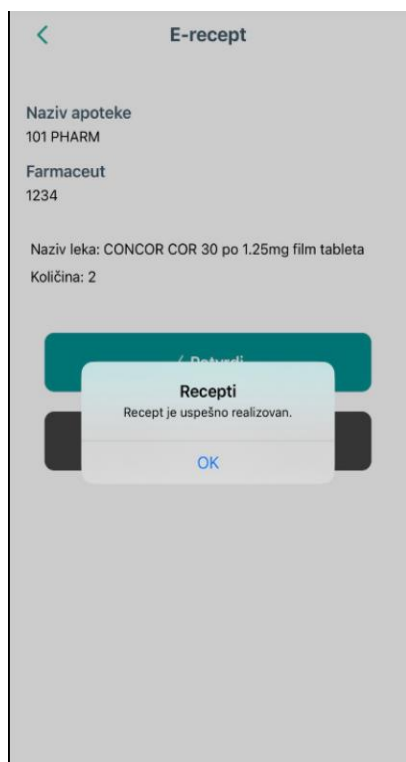 E-recept
Naziv apoteke
101 PHARM
Farmaceut
1234
Naziv leka: CONCOR COR 30 po 1.25mg film tableta
Količina: 2
Recepti
Recept je uspešno realizovan.
OK